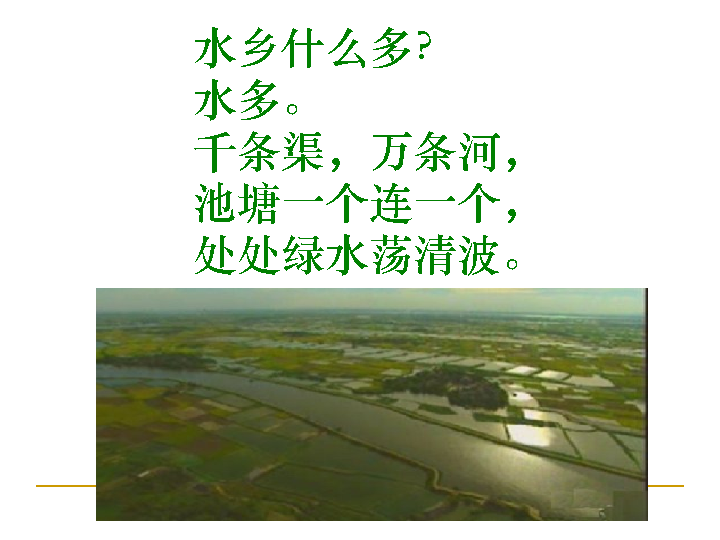 水乡什么多？
水多。
千条渠，万条河，
池塘一个连一个，
处处绿水荡清波。